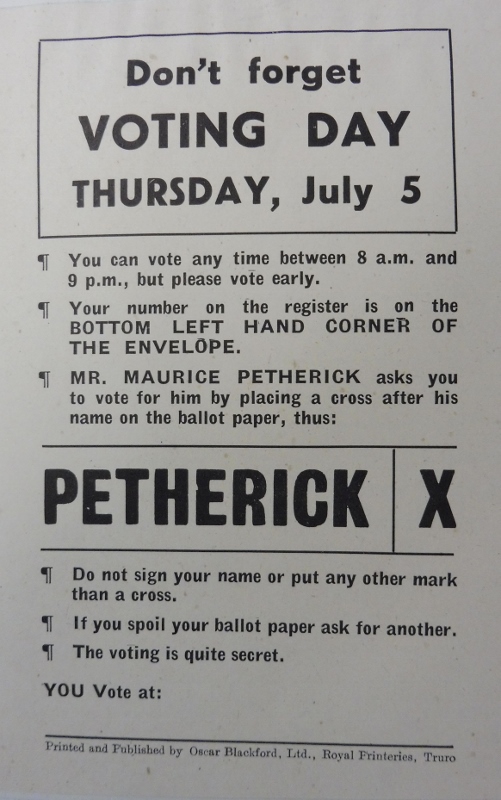 Don't forget
VOTING DAY
THURSDAY, July 5
¶ You can vote any time between 8 a.m. and
9 p.m., but please vote early.
¶ Your number on the register is on the
BOTTOM LEFT HAND CORNER OF
THE ENVELOPE.
¶ MR. MAURICE PETHERICK asks you
to vote for him by placing a cross after his
name on the ballot paper, thus:
PETHERICK X
¶ Do not sign your name or put any other mark
than a cross.
¶ If you spoil your ballot paper ask for another.
¶ The voting is quite secret.
YOU Vote at:
Printed and Published by Oscar Blackford, Ltd., Royal Printeries, Truro